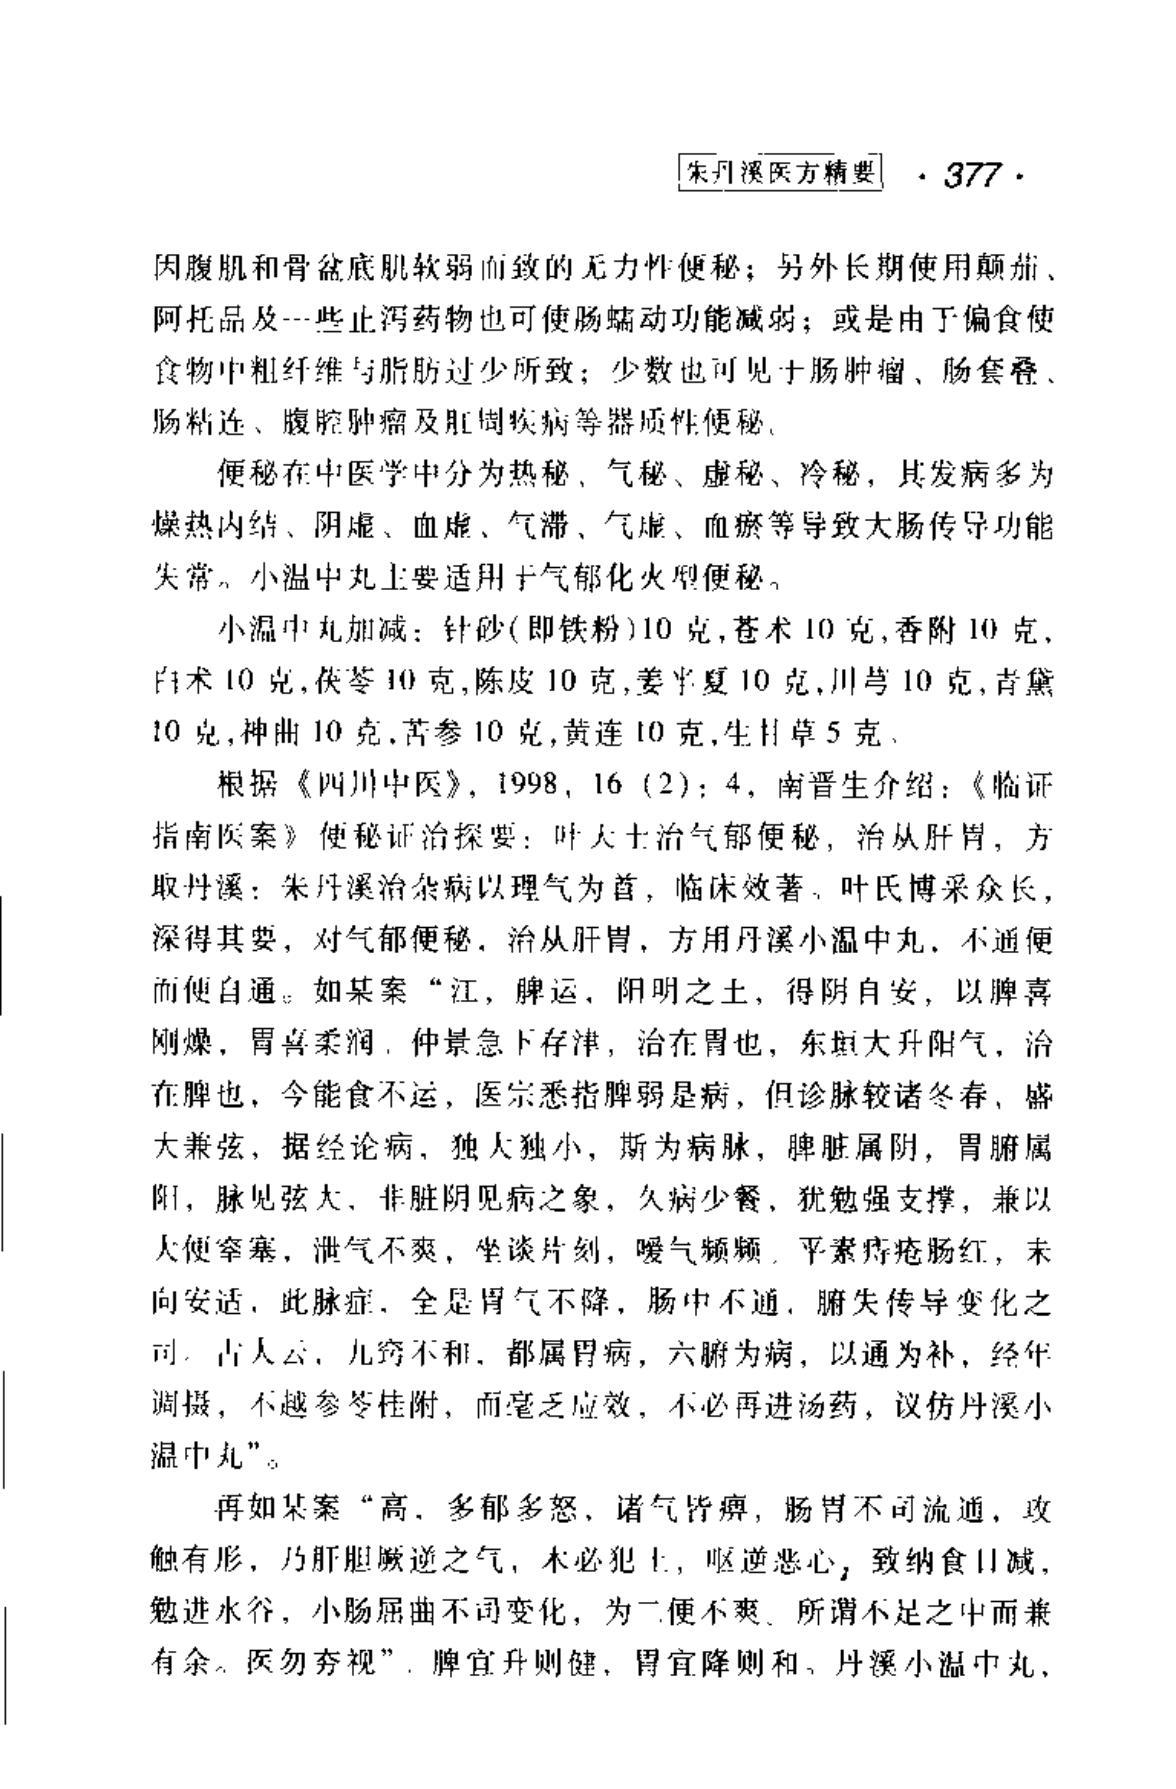 朱丹溪医方精要 · 377 ·
因腹肌和骨盆底肌软弱而致的无力性便秘；另外长期使用颠茄、
阿托品及一些止泻药物也可使肠蠕动功能减弱；或是由于偏食使
食物中粗纤维与脂肪过少所致；少数也可见于肠肿瘤、肠套叠、
肠粘连、腹腔肿瘤及肛周疾病等器质性便秘。
便秘在中医学中分为热秘、气秘、虚秘、冷秘，其发病多为
燥热内结、阴虚、血虚、气滞、气虚、血瘀等导致大肠传导功能
失常。小温中丸主要适用于气郁化火型便秘。
小温中丸加减：针砂(即铁粉)10 克,苍术 10 克,香附 10 克,
白术 10 克,茯苓 10 克,陈皮 10 克,姜半夏 10 克,川芎 10 克,青黛
10 克,神曲 10 克,苦参 10 克,黄连 10 克,生甘草 5 克。
根据《四川中医》，1998，16（2）：4，南晋生介绍：《临证
指南医案》便秘证治探要：叶天士治气郁便秘，治从肝胃，方
取丹溪：朱丹溪治杂病以理气为首，临床效著。叶氏博采众长，
深得其要，对气郁便秘，治从肝胃，方用丹溪小温中丸，不通便
而便自通。如某案“江，脾运，阳明之土，得阴自安，以脾喜
刚燥，胃喜柔润，仲景急下存津，治在胃也，东垣大升阳气，治
在脾也，今能食不运，医宗悉指脾弱是病，但诊脉较诸冬春，盛
大兼弦，据经论病，独大独小，斯为病脉，脾脏属阴，胃腑属
阳，脉见弦大，非脏阴见病之象，久病少餐，犹勉强支撑，兼以
大便窒塞，泄气不爽，坐谈片刻，嗳气频频，平素痔疮肠红，未
向安适，此脉症，全是胃气不降，肠中不通，腑失传导变化之
司。古人云，九窍不和，都属胃病，六腑为病，以通为补，经年
调摄，不越参苓桂附，而毫乏应效，不必再进汤药，议仿丹溪小
温中丸”。
再如某案“高，多郁多怒，诸气皆痹，肠胃不司流通，攻
触有形，乃肝胆厥逆之气，木必犯土，呕逆恶心，致纳食日减，
勉进水谷，小肠屈曲不司变化，为二便不爽，所谓不足之中而兼
有余。医勿夯视”，脾宜升则健，胃宜降则和。丹溪小温中丸，